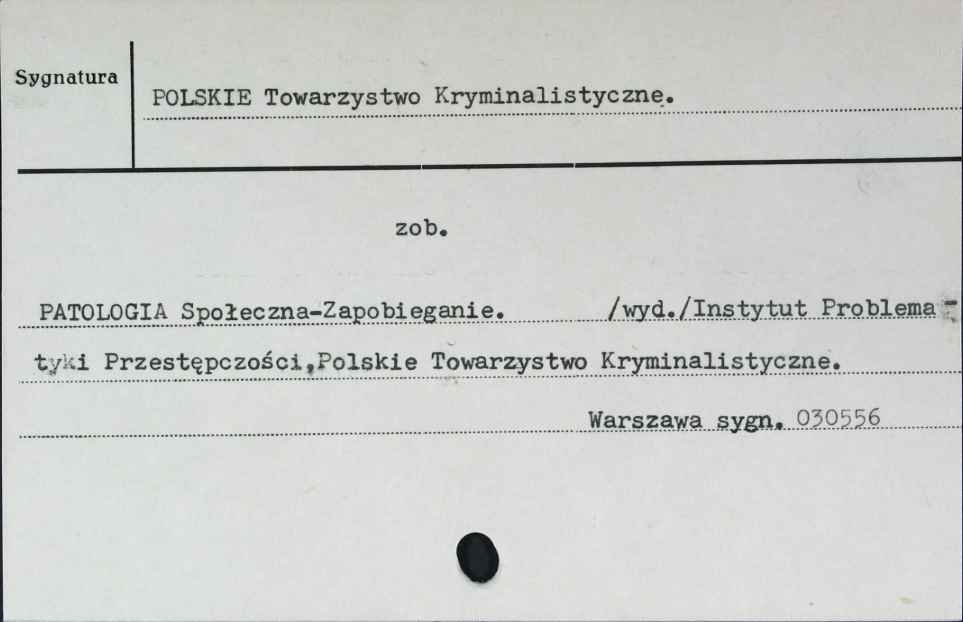 Sygnatura
POLSKIE Towarzystwo Kryminalistyczne.
zob.
PATOLOGIA Społeczna-Zapobieganie. /wyd./Instytut Problema-
tyki Przestępczości,Polskie Towarzystwo Kryminalistyczne.
Warszawa sygn. 030556